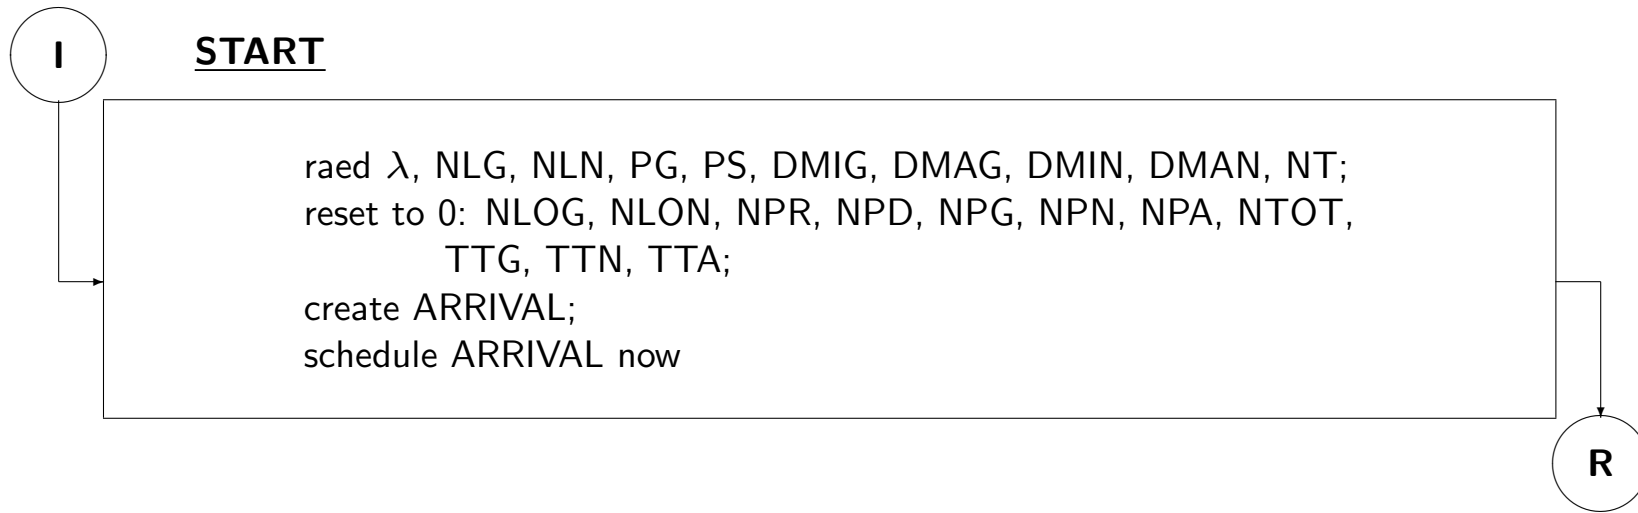 I
START
raed λ, NLG, NLN, PG, PS, DMIG, DMAG, DMIN, DMAN, NT;
reset to 0: NLOG, NLON, NPR, NPD, NPG, NPN, NPA, NTOT,
TTG, TTN, TTA;
create ARRIVAL;
schedule ARRIVAL now
R